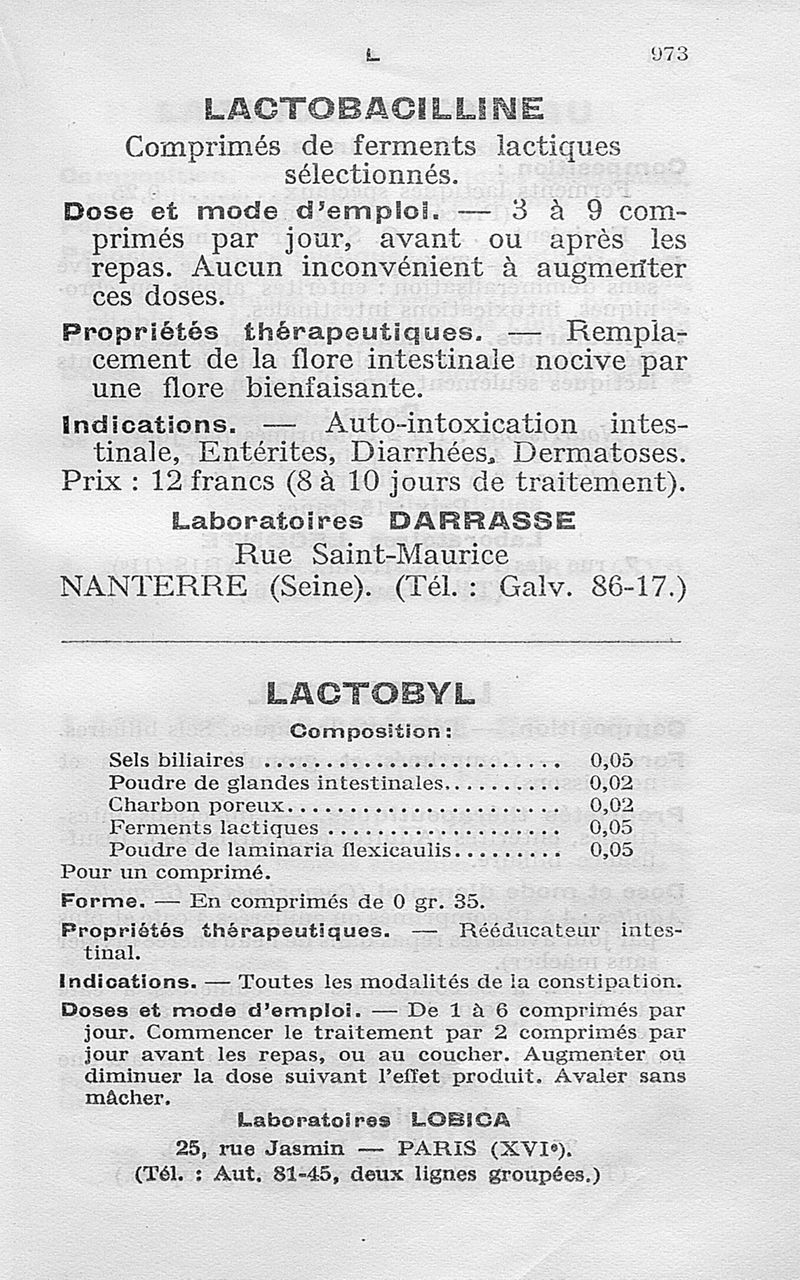 L 973
LACTOBACILLINE
Comprimés de ferments lactiques
sélectionnés.
Dose et mode d'emploi. — 3 à 9 com-
primés par jour, avant ou après les
repas. Aucun inconvénient à augmenter
ces doses.
Propriétés thérapeutiques. — Rempla-
cement de la flore intestinale nocive par
une flore bienfaisante.
Indications. — Auto-intoxication intes-
tinale, Entérites, Diarrhées, Dermatoses.
Prix : 12 francs (8 à 10 jours de traitement).
Laboratoires DARRASSE
Rue Saint-Maurice
NANTERRE (Seine). (Tél. : Galv. 86-17.)
LACTOBYL
Composition :
Sels biliaires ........................ 0,05
Poudre de glandes intestinales.......... 0,02
Charbon poreux...................... 0,02
Ferments lactiques ................... 0,05
Poudre de laminaria flexicaulis......... 0,05
Pour un comprimé.
Forme. — En comprimés de 0 gr. 35.
Propriétés thérapeutiques. — Rééducateur intes-
tinal.
Indications. — Toutes les modalités de la constipation.
Doses et mode d'emploi. — De 1 à 6 comprimés par
jour. Commencer le traitement par 2 comprimés par
jour avant les repas, ou au coucher. Augmenter ou
diminuer la dose suivant l'effet produit. Avaler sans
mâcher.
Laboratoires LOBICA
25, rue Jasmin — PARIS (XVIe).
(Tél. : Aut. 81-45, deux lignes groupées.)